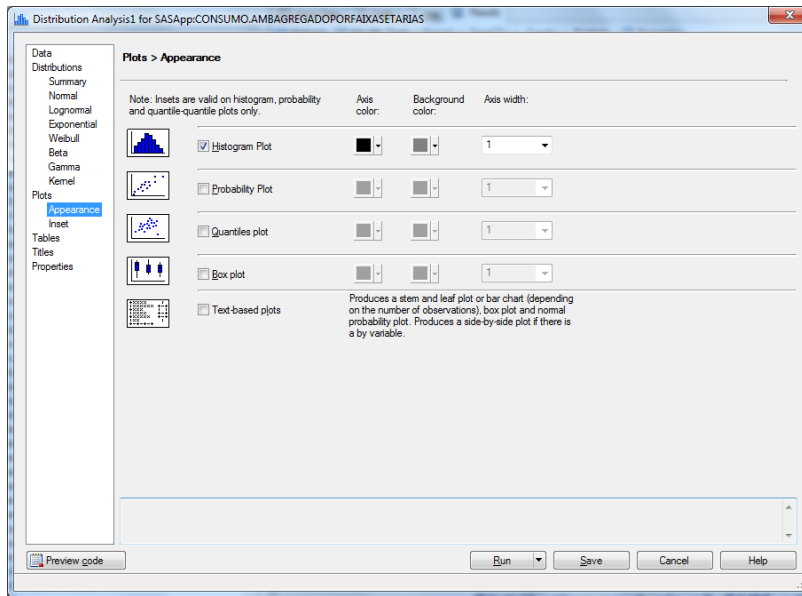 Distribution Analysis1 for SASApp:CONSUMO.AMBAGREGADOPORFAIXASETARIAS
Data
Distributions
Summary
Normal
Lognormal
Exponential
Weibull
Beta
Gamma
Kernel
Plots
Appearance
Inset
Tables
Titles
Properties
Plots > Appearance
Note: Insets are valid on histogram, probability
and quantile-quantile plots only.
Axis
color:
Background
color:
Axis width:
Histogram Plot
1
Probability Plot
1
Quantiles plot
1
Box plot
1
Text-based plots
Produces a stem and leaf plot or bar chart (depending
on the number of observations), box plot and normal
probability plot. Produces a side-by-side plot if there is
a by variable.
Preview code
Run
Save
Cancel
Help